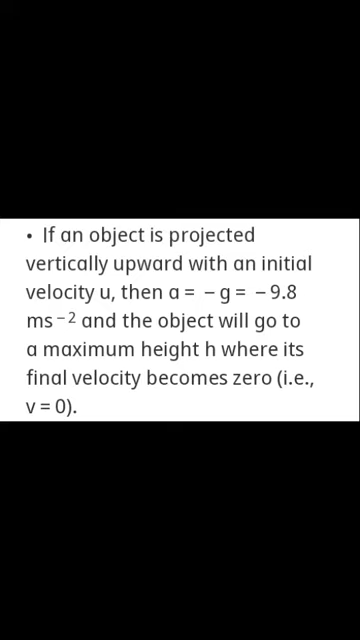 • If an object is projected
vertically upward with an initial
velocity u, then a = − g = − 9.8
ms⁻² and the object will go to
a maximum height h where its
final velocity becomes zero (i.e.,
v = 0).